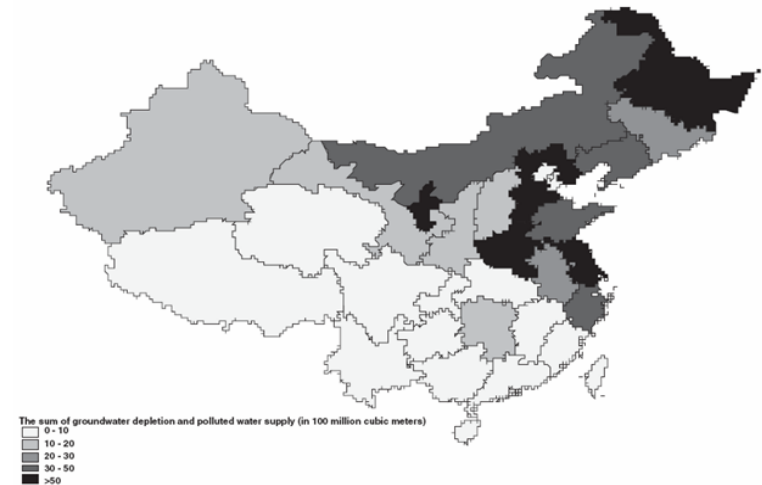 The sum of groundwater depletion and polluted water supply (in 100 million cubic meters)
0 - 10
10 - 20
20 - 30
30 - 50
>50